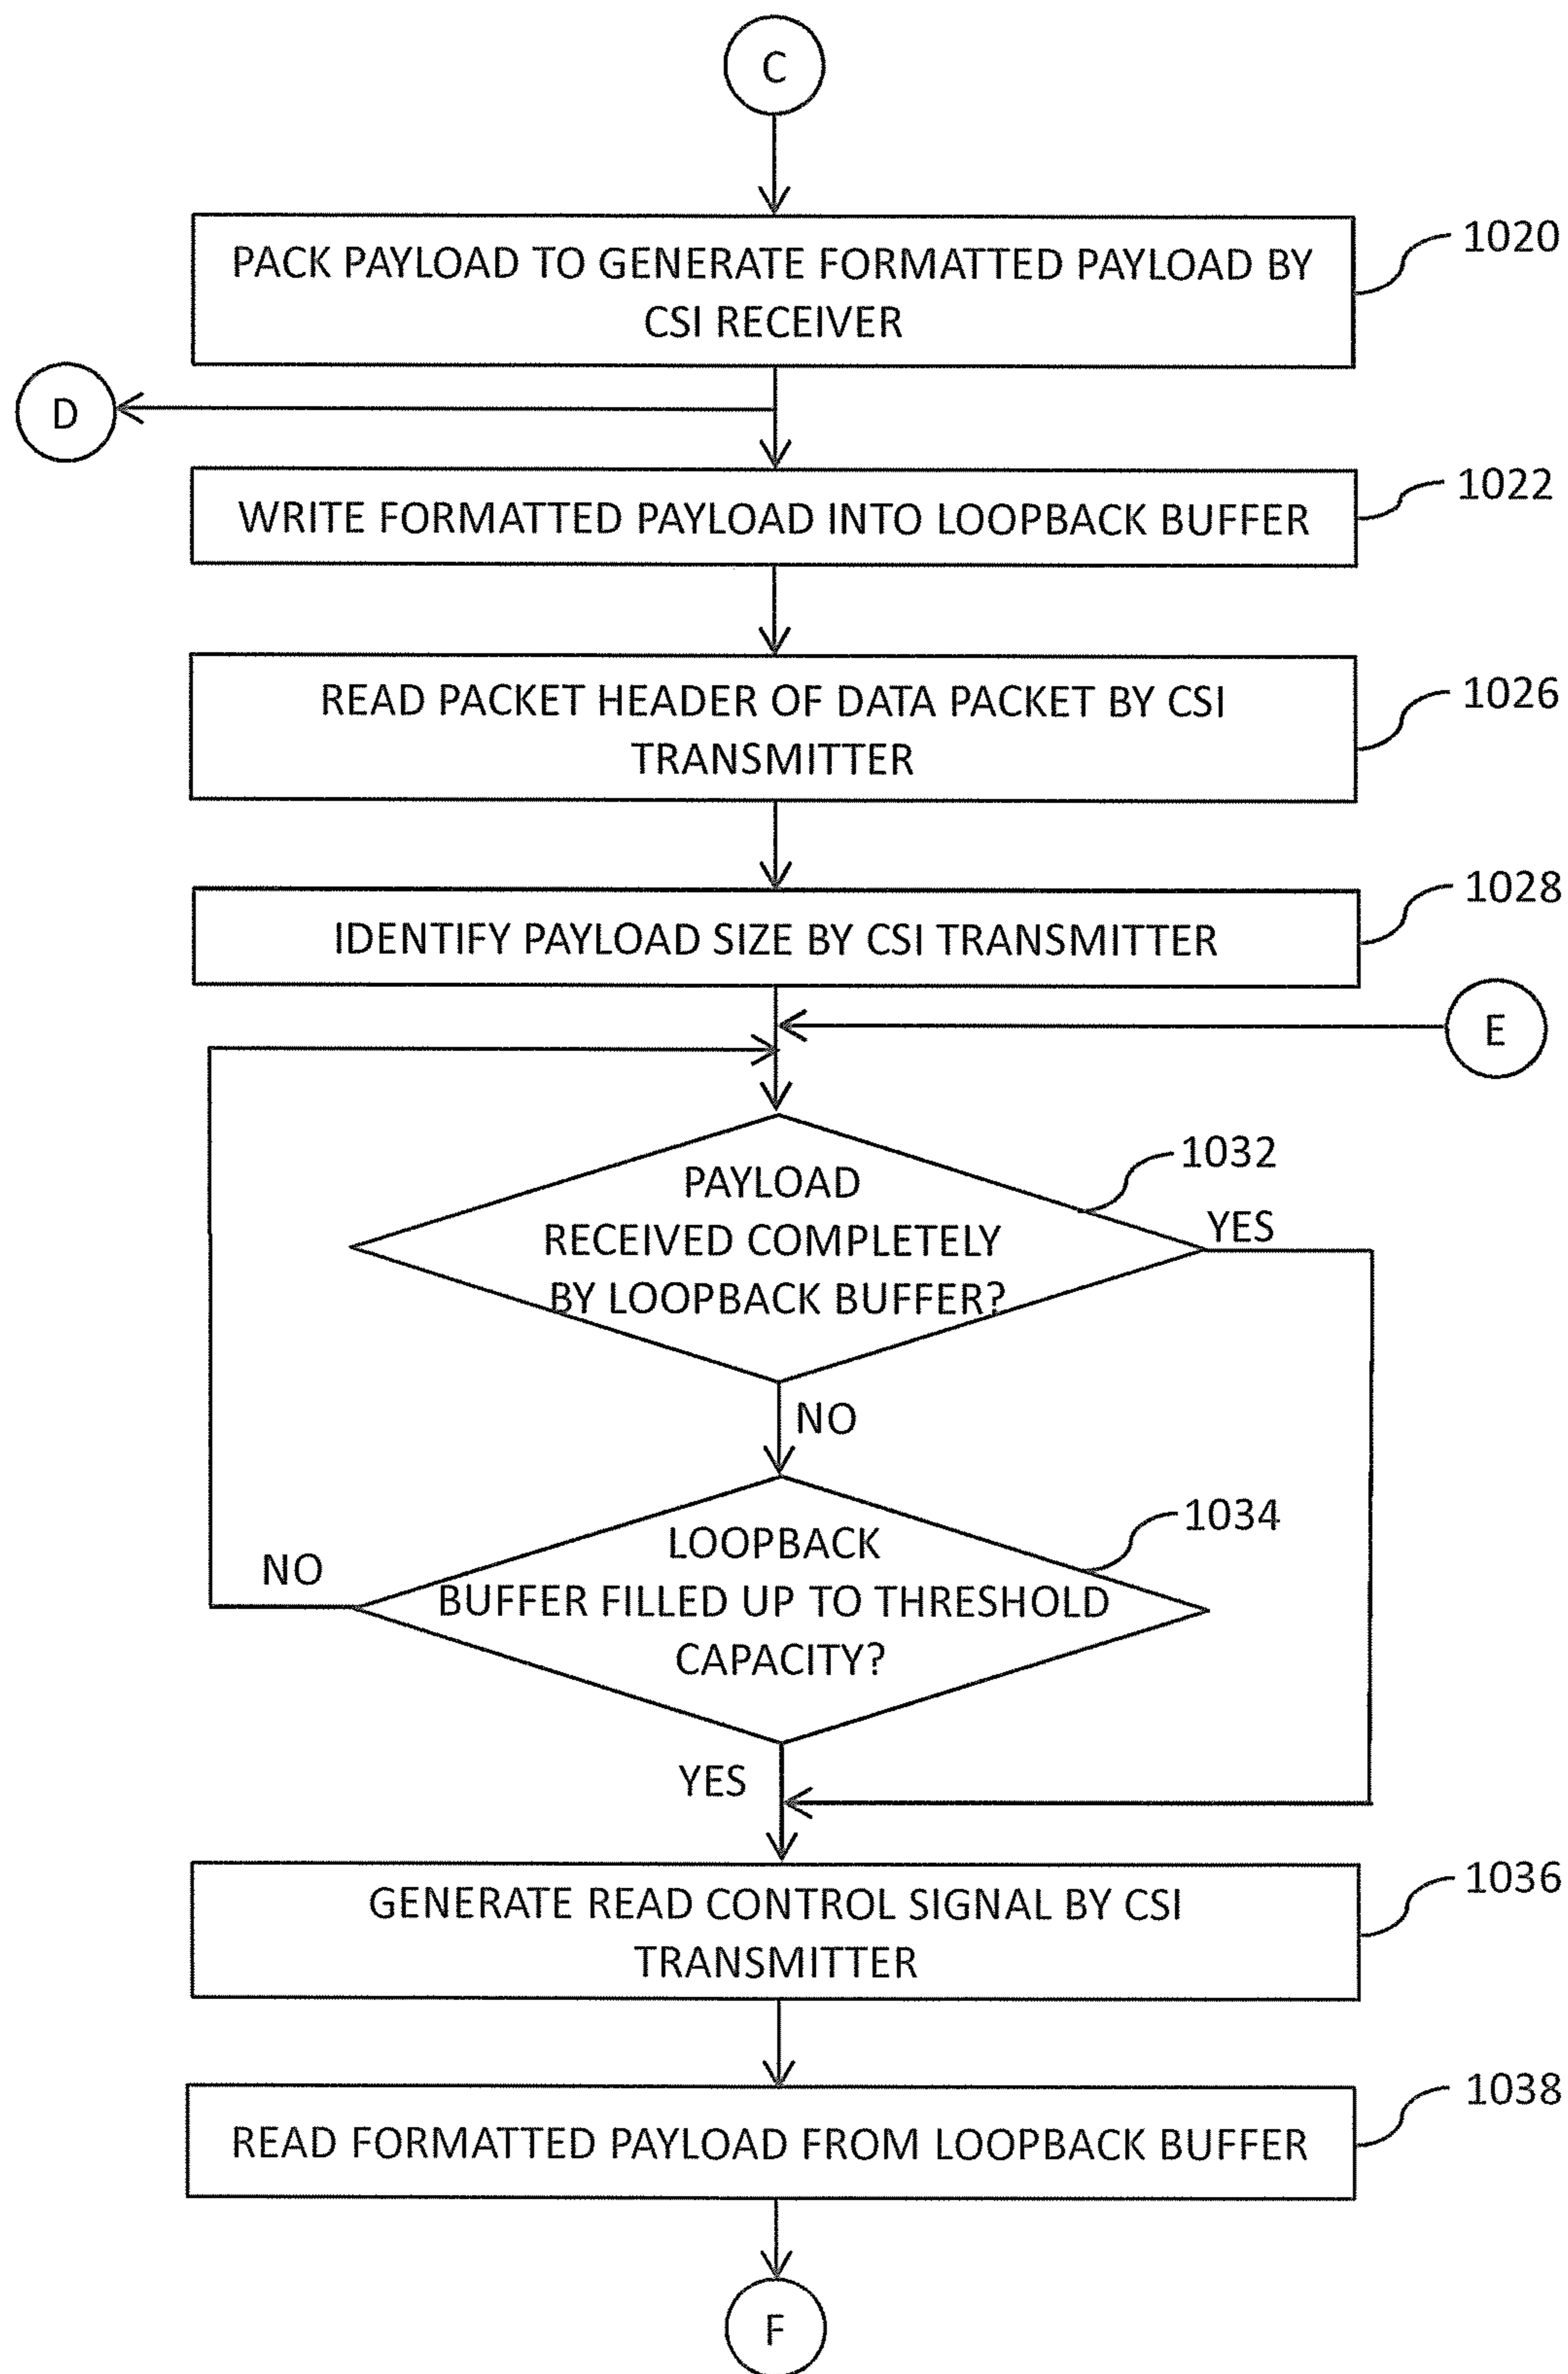 C
PACK PAYLOAD TO GENERATE FORMATTED PAYLOAD BY
CSI RECEIVER
1020
D
WRITE FORMATTED PAYLOAD INTO LOOPBACK BUFFER
1022
READ PACKET HEADER OF DATA PACKET BY CSI
TRANSMITTER
1026
IDENTIFY PAYLOAD SIZE BY CSI TRANSMITTER
1028
E
PAYLOAD
RECEIVED COMPLETELY
BY LOOPBACK BUFFER?
1032
YES
NO
LOOPBACK
BUFFER FILLED UP TO THRESHOLD
CAPACITY?
1034
NO
YES
GENERATE READ CONTROL SIGNAL BY CSI
TRANSMITTER
1036
READ FORMATTED PAYLOAD FROM LOOPBACK BUFFER
1038
F